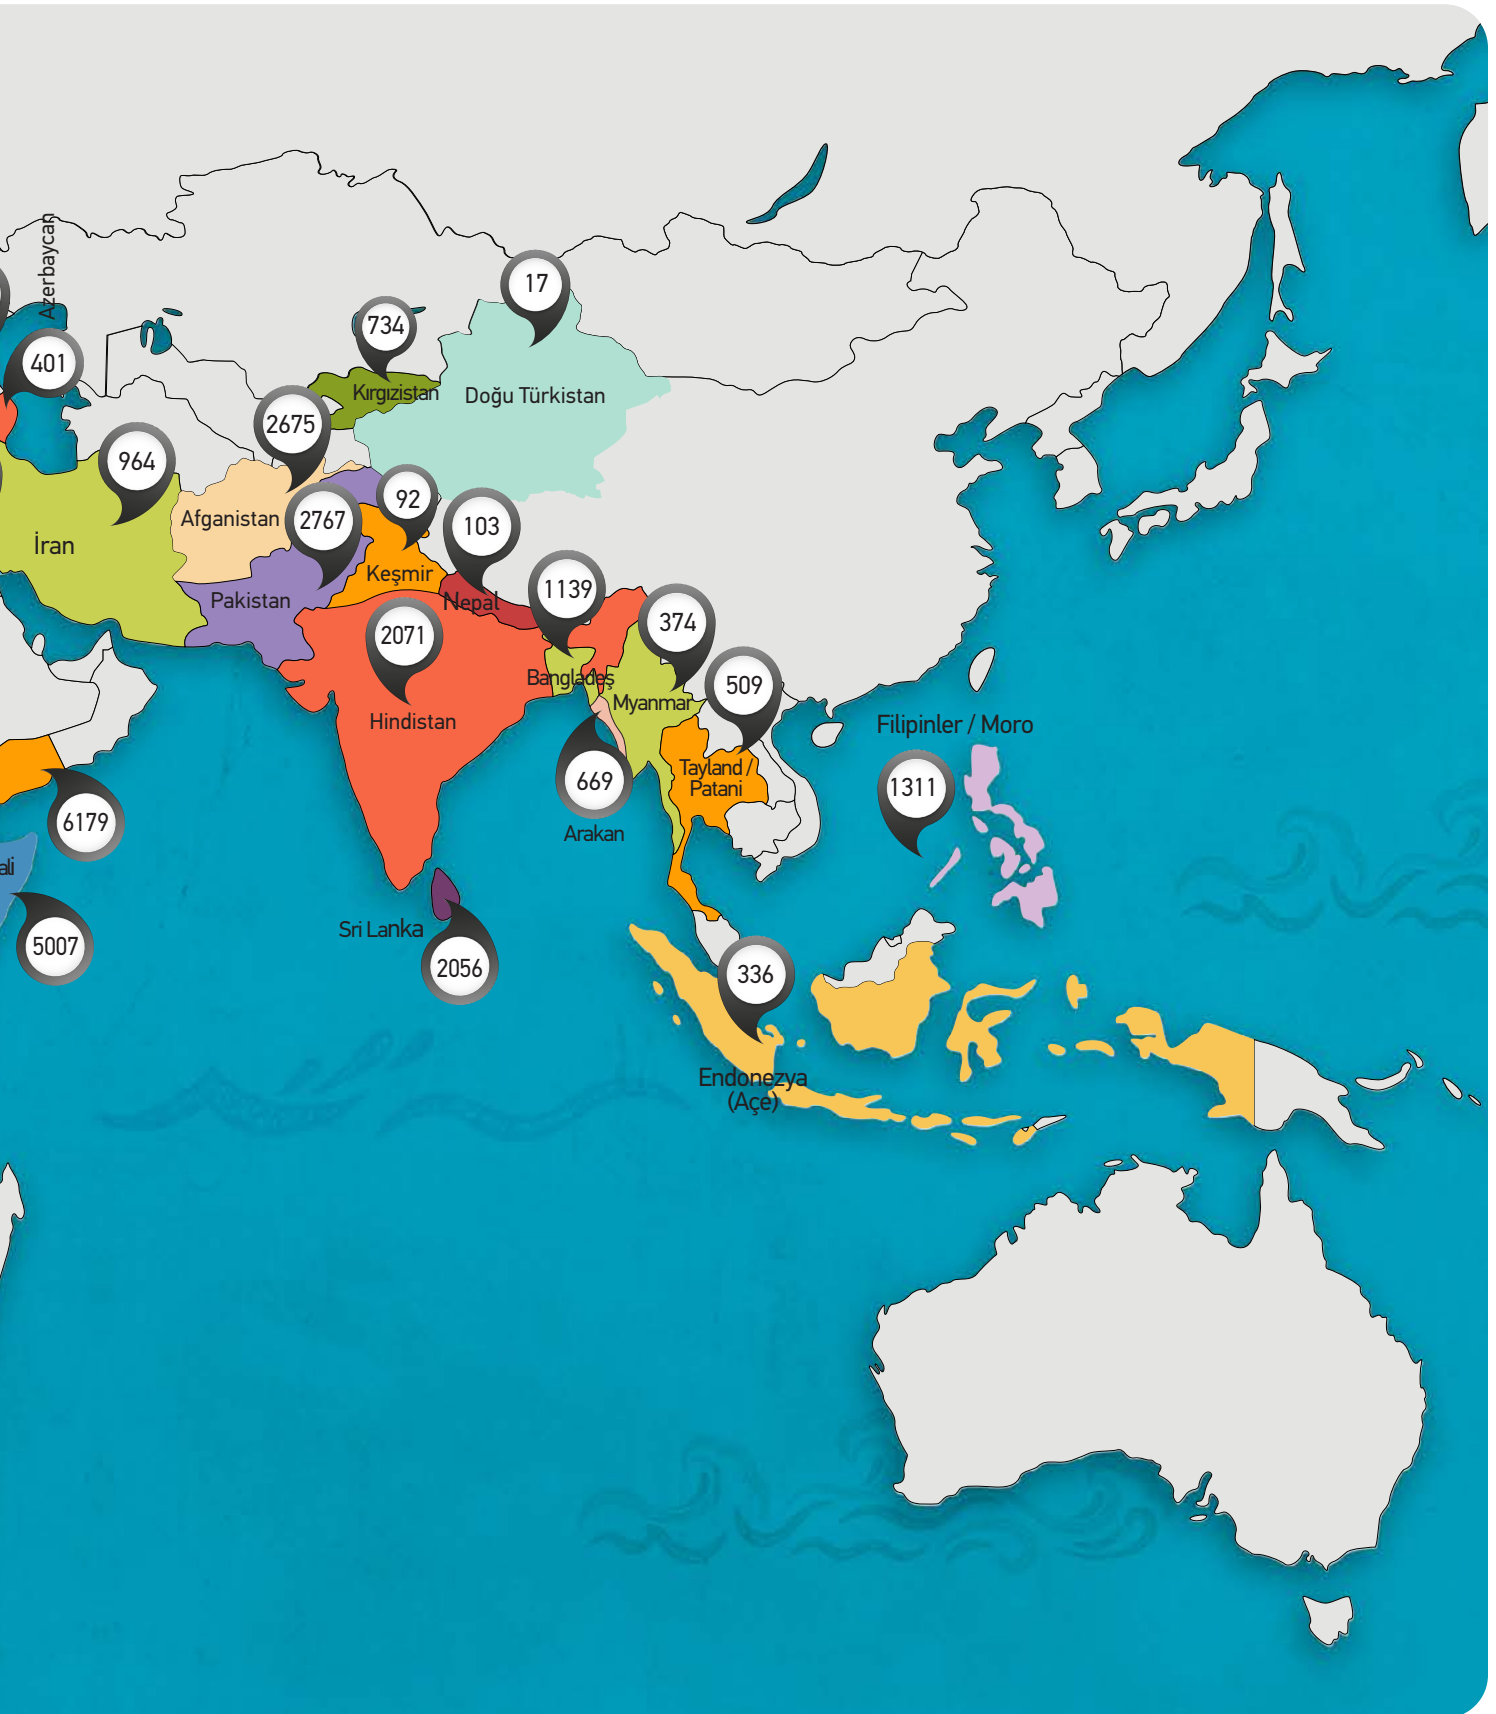 Azerbaycan
17
734
401
Kırgızistan
Doğu Türkistan
2675
964
92
Afganistan
2767
103
İran
Keşmir
1139
Pakistan
Nepal
374
2071
Bangladeş
509
Myanmar
Hindistan
Filipinler / Moro
Tayland /
Patani
669
1311
6179
Arakan
ali
Sri Lanka
5007
2056
336
Endonezya
(Açe)